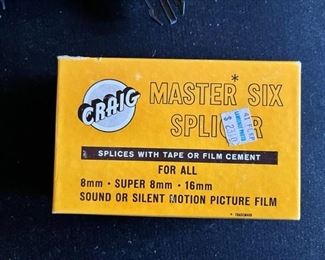 CRAIG
MASTER* SIX
SPLICER
SPLICES WITH TAPE OR FILM CEMENT
FOR ALL
8mm · SUPER 8mm · 16mm
SOUND OR SILENT MOTION PICTURE FILM
* TRADEMARK